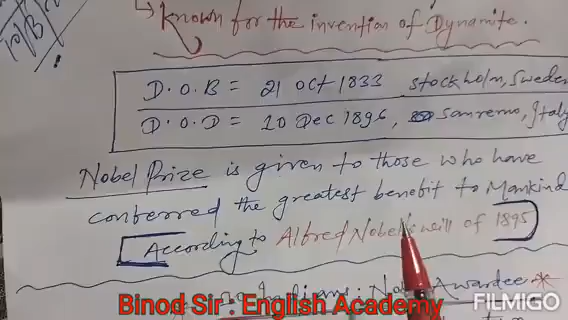 Known for the invention of Dynamite.
D.O.B = 21 Oct 1833 Stockholm, Sweden
D.O.D = 10 Dec 1896, Sanremo, Italy
Nobel Prize is given to those who have
conferred the greatest benefit to Mankind
According to Alfred Nobel's will of 1895
Indians: Awardee *
Binod Sir: English Academy
FILMIGO